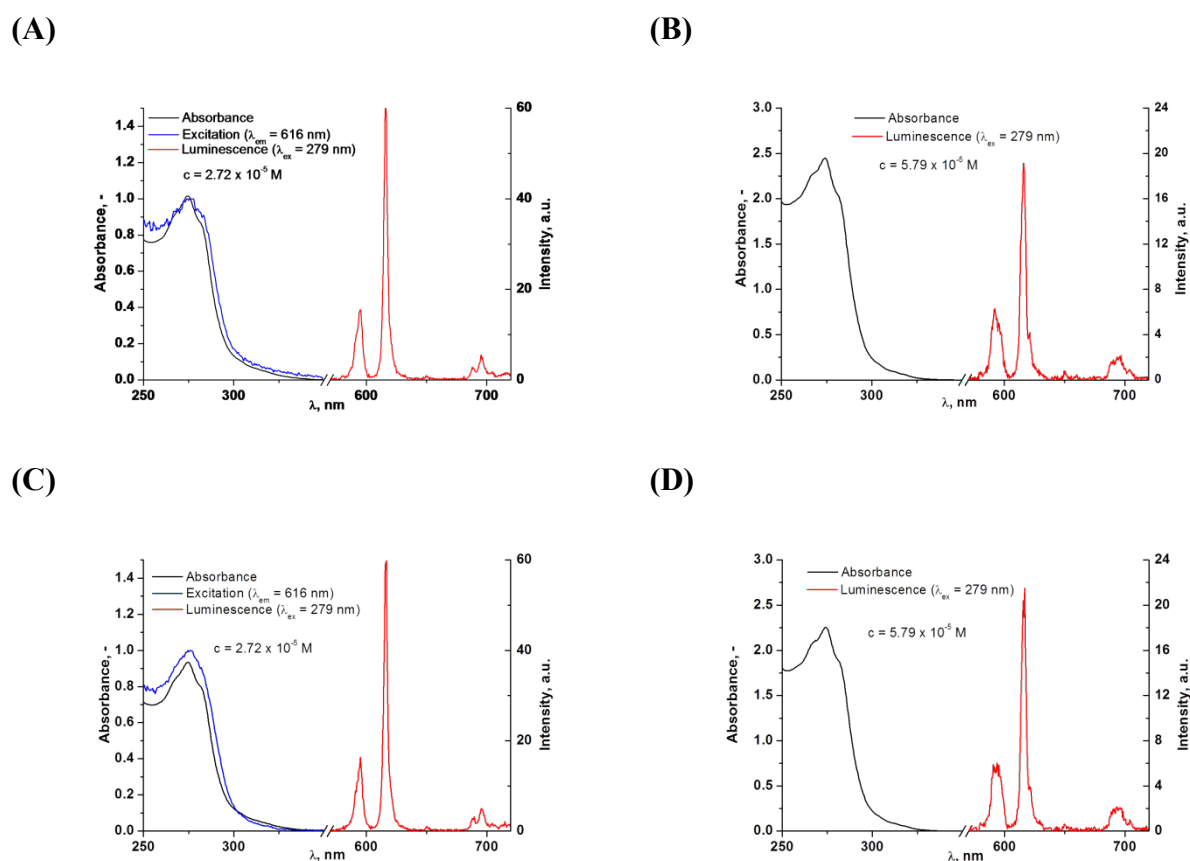 (A)
Absorbance
Excitation (λem = 616 nm)
Luminescence (λex = 279 nm)
c = 2.72 x 10-5 M
Absorbance, -
1.4
1.2
1.0
0.8
0.6
0.4
0.2
0.0
Intensity, a.u.
60
40
20
0
250 300 600 700
λ, nm
(B)
Absorbance
Luminescence (λex = 279 nm)
c = 5.79 x 10-5 M
Absorbance, -
3.0
2.5
2.0
1.5
1.0
0.5
0.0
Intensity, a.u.
24
20
16
12
8
4
0
250 300 600 700
λ, nm
(C)
Absorbance
Excitation (λem = 616 nm)
Luminescence (λex = 279 nm)
c = 2.72 x 10-5 M
Absorbance, -
1.4
1.2
1.0
0.8
0.6
0.4
0.2
0.0
Intensity, a.u.
60
40
20
0
250 300 600 700
λ, nm
(D)
Absorbance
Luminescence (λex = 279 nm)
c = 5.79 x 10-5 M
Absorbance, -
3.0
2.5
2.0
1.5
1.0
0.5
0.0
Intensity, a.u.
24
20
16
12
8
4
0
250 300 600 700
λ, nm